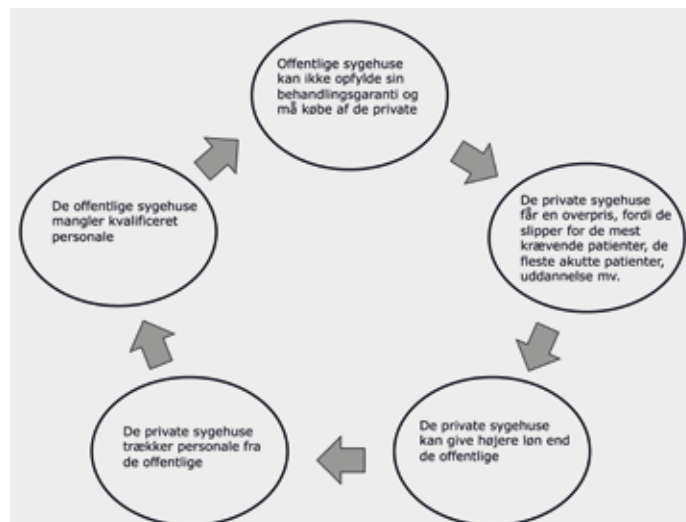 Offentlige sygehuse
kan ikke opfylde sin
behandlingsgaranti og
må købe af de private
De private sygehuse
får en overpris, fordi de
slipper for de mest
krævende patienter, de
fleste akutte patienter,
uddannelse mv.
De private sygehuse
kan give højere løn end
de offentlige
De private sygehuse
trækker personale fra
de offentlige
De offentlige sygehuse
mangler kvalificeret
personale